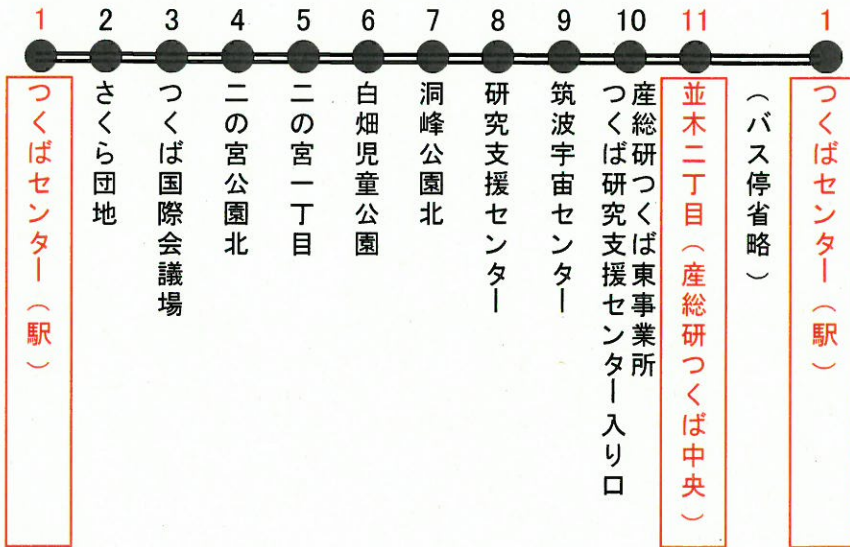 1
つくばセンター（駅）
2
さくら団地
3
つくば国際会議場
4
二の宮公園北
5
二の宮一丁目
6
白畑児童公園
7
洞峰公園北
8
研究支援センター
9
筑波宇宙センター
10
産総研つくば東事業所
つくば研究支援センター入り口
11
並木二丁目（産総研つくば中央）
（バス停省略）
1
つくばセンター（駅）